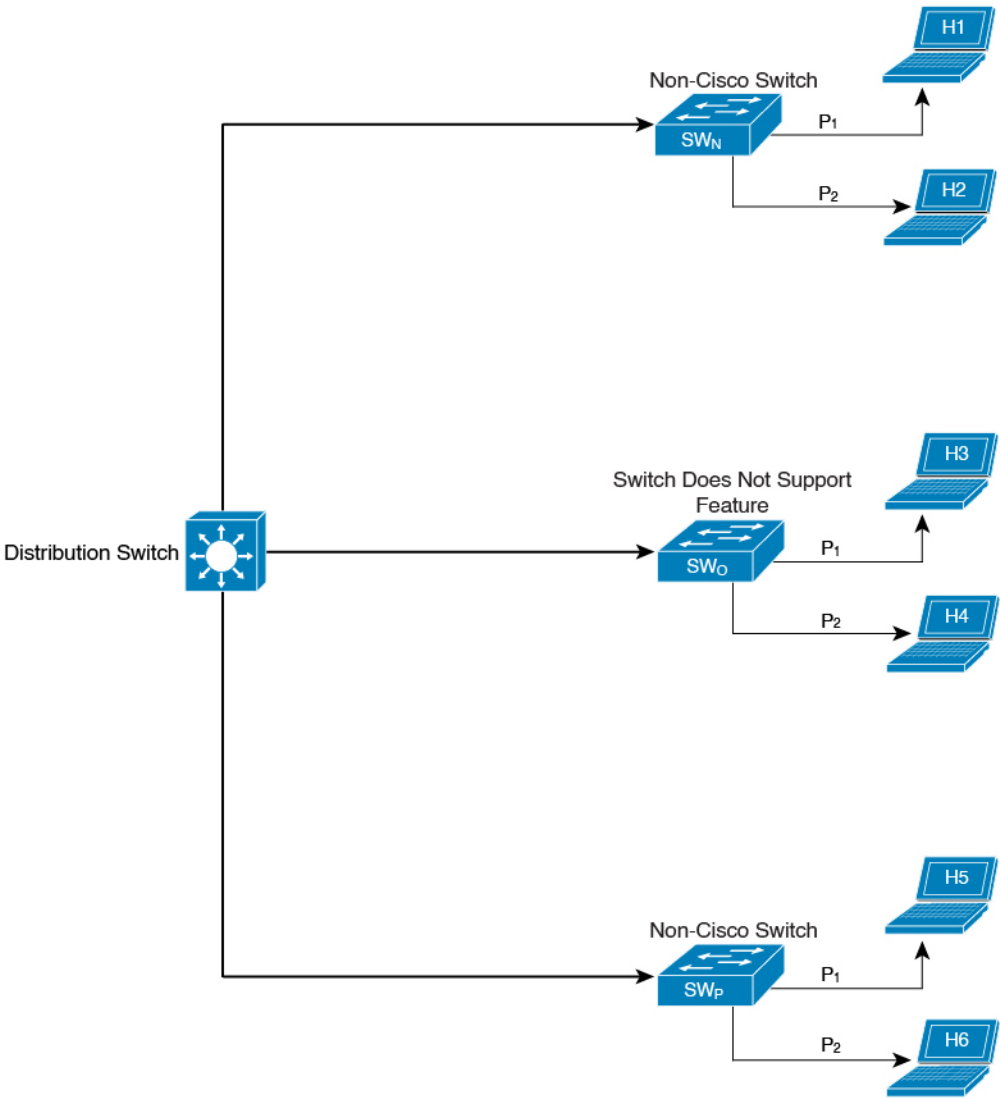 H1
Non-Cisco Switch
P1
SWN
P2
H2
H3
Switch Does Not Support
Feature
Distribution Switch
P1
SWO
P2
H4
H5
Non-Cisco Switch
P1
SWP
P2
H6